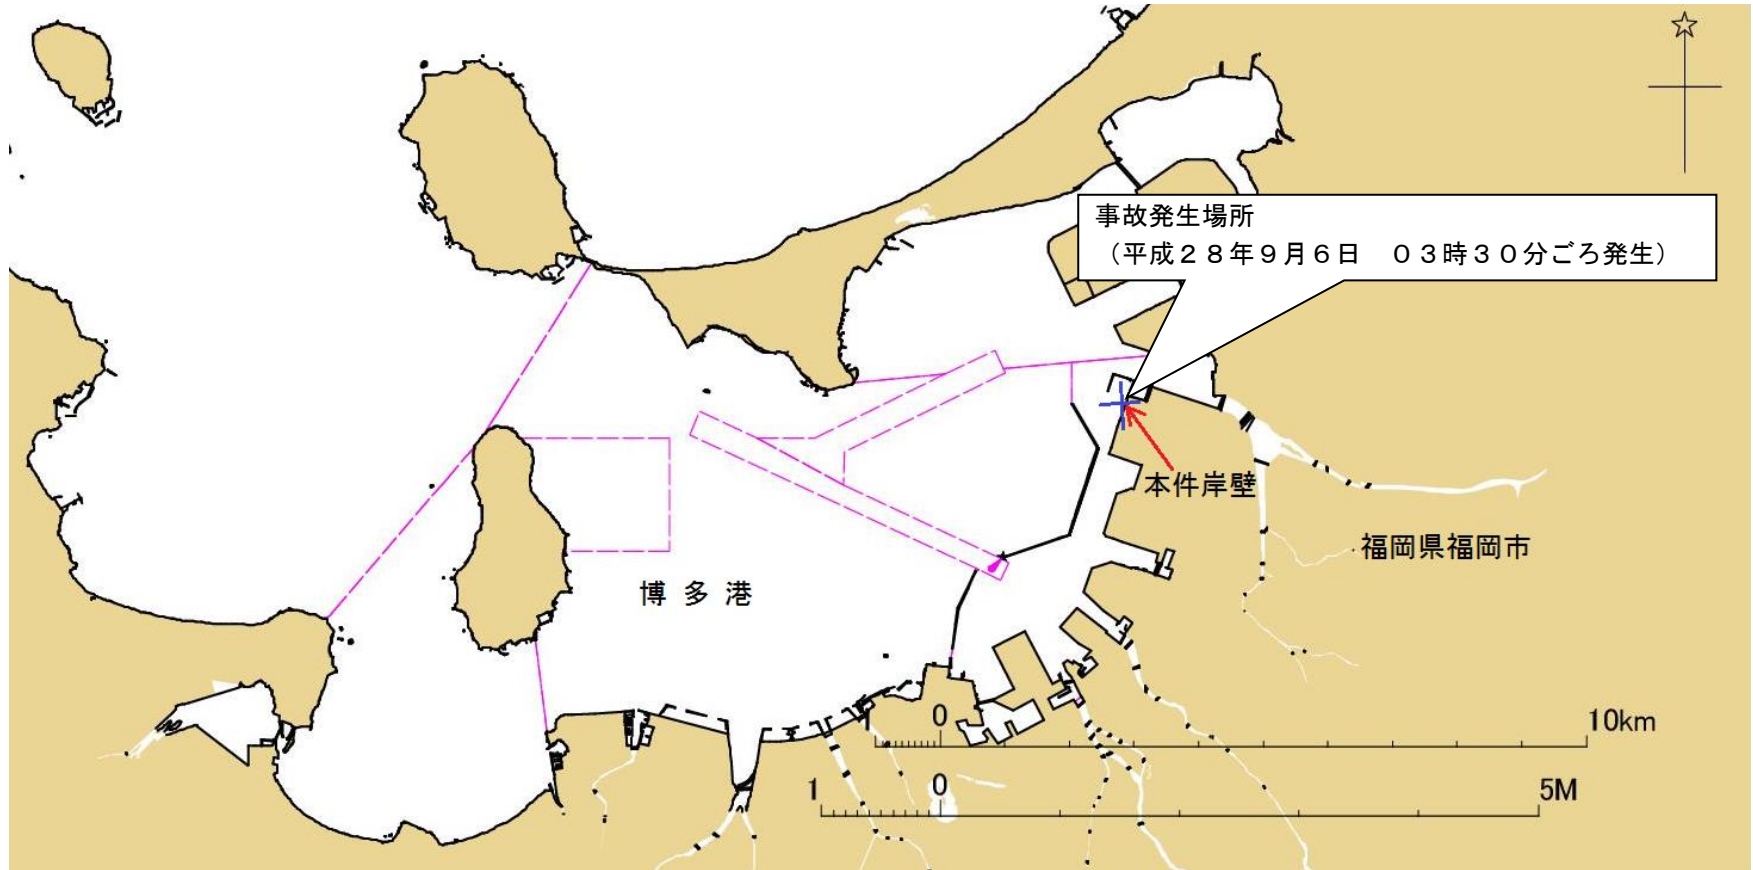 事故発生場所
（平成２８年９月６日　０３時３０分ごろ発生）
本件岸壁
福岡県福岡市
博 多 港
1 0 10km
1 0 5M